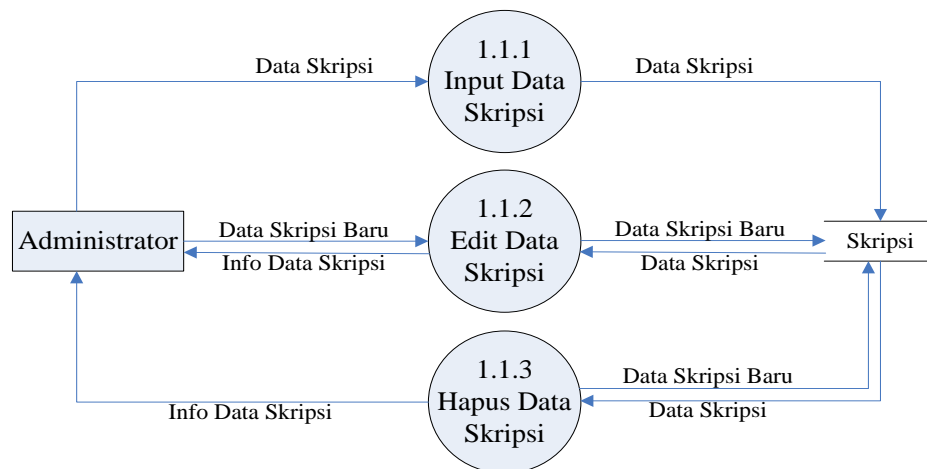 1.1.1
Input Data
Skripsi
Data Skripsi
Data Skripsi
Administrator
Data Skripsi Baru
Info Data Skripsi
1.1.2
Edit Data
Skripsi
Data Skripsi Baru
Data Skripsi
Skripsi
1.1.3
Hapus Data
Skripsi
Info Data Skripsi
Data Skripsi Baru
Data Skripsi